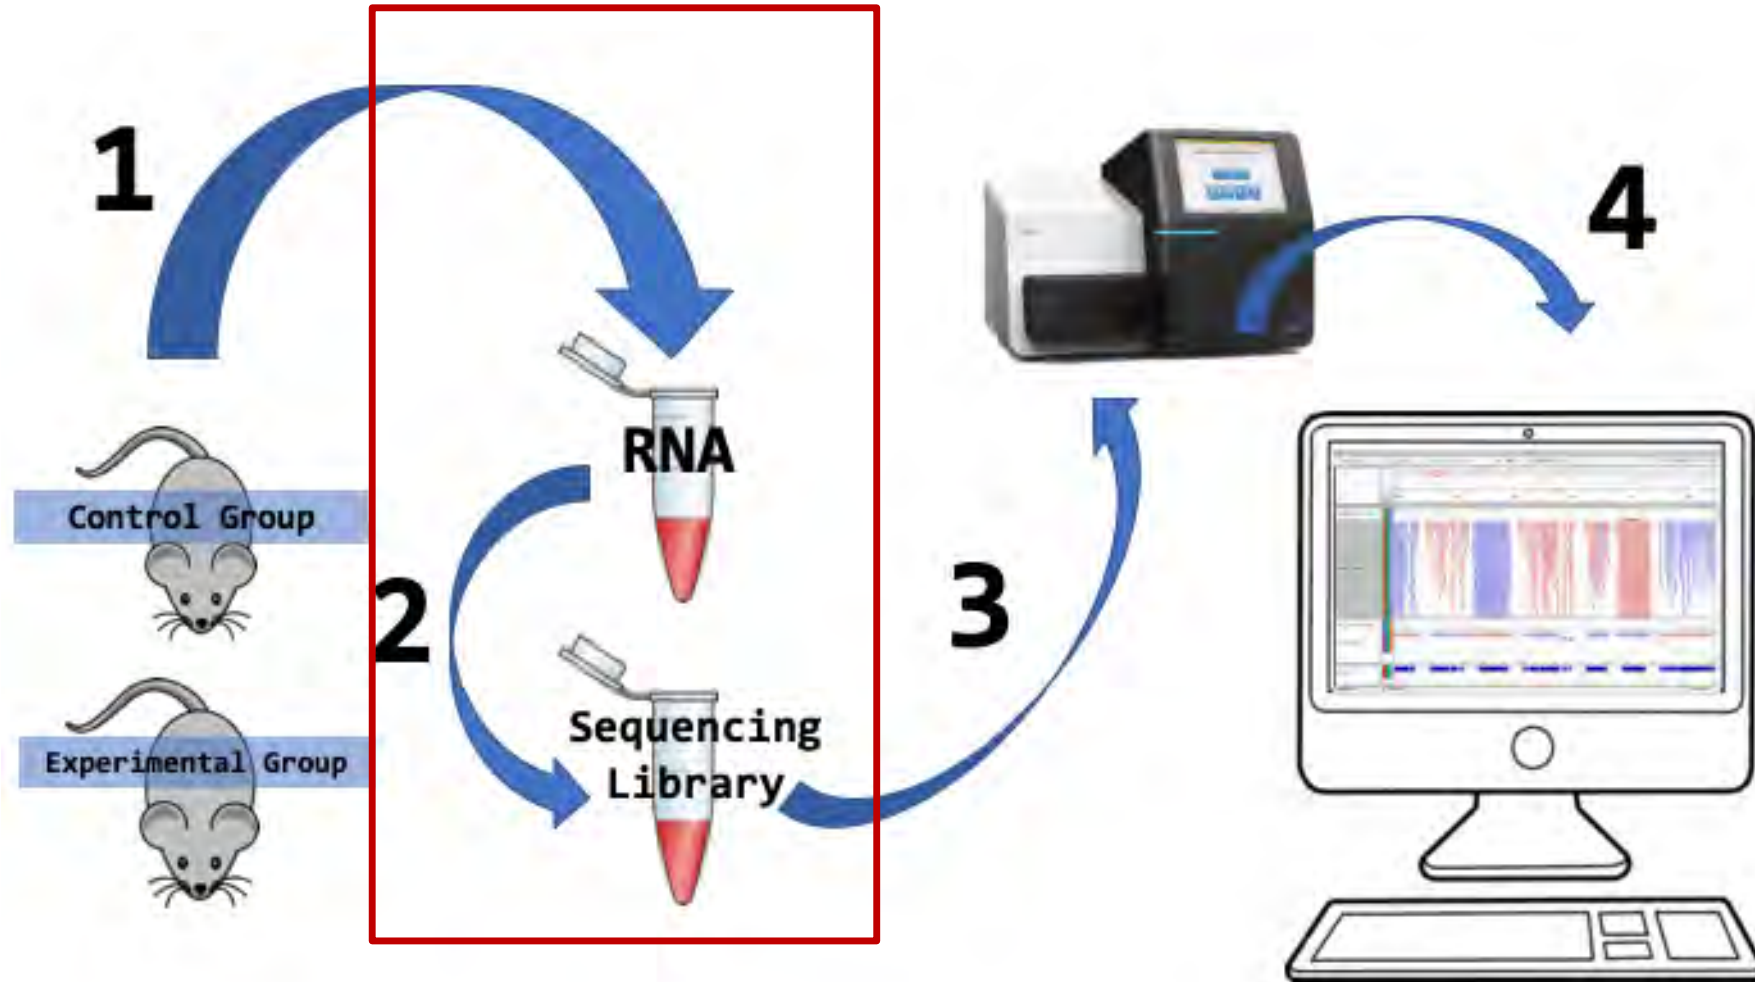 1
Control Group
Experimental Group
RNA
2
Sequencing
Library
3
4